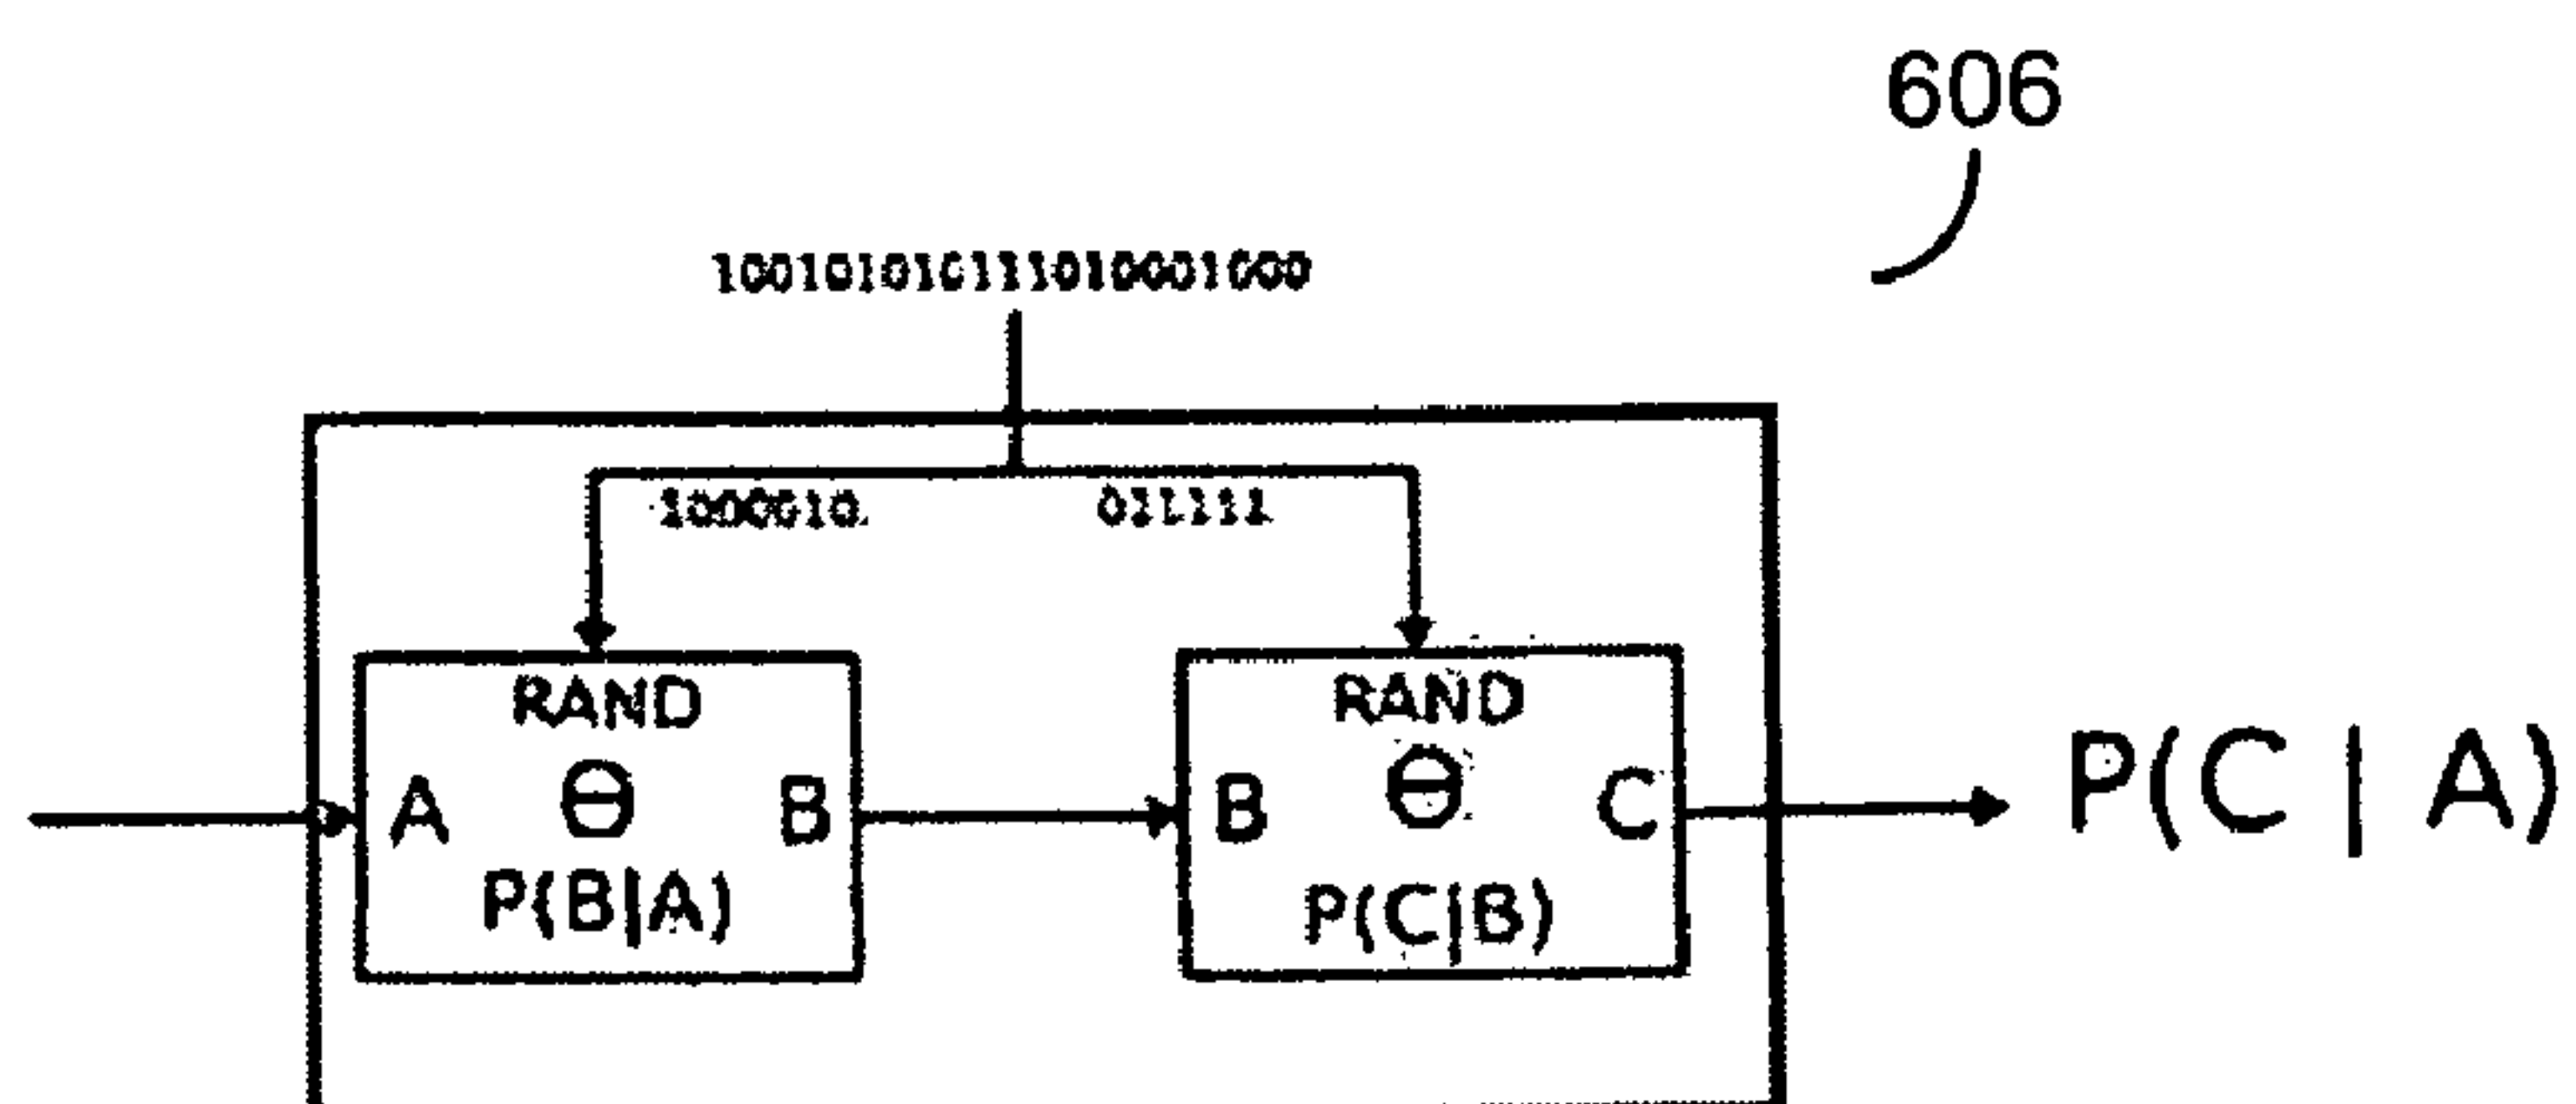 606
100101010111010001000
1000010
011111
RAND
RAND
A Θ B
B Θ C
P(C | A)
P(B|A)
P(C|B)